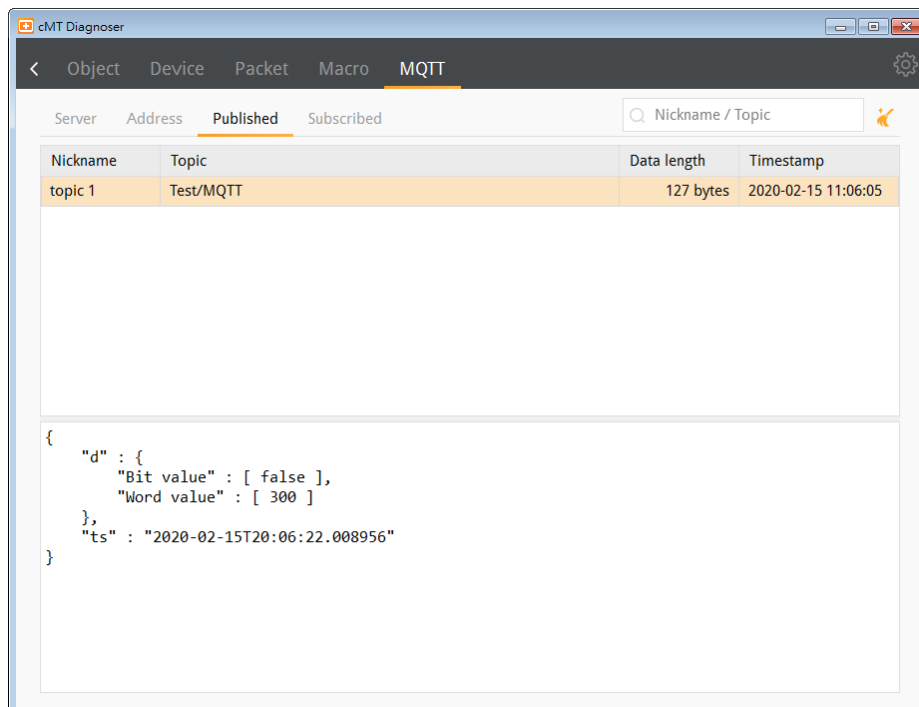 cMT Diagnoser
Object Device Packet Macro MQTT
Server Address Published Subscribed Nickname / Topic
Nickname Topic Data length Timestamp
topic 1 Test/MQTT 127 bytes 2020-02-15 11:06:05
{
"d" : {
"Bit value" : [ false ],
"Word value" : [ 300 ]
},
"ts" : "2020-02-15T20:06:22.008956"
}